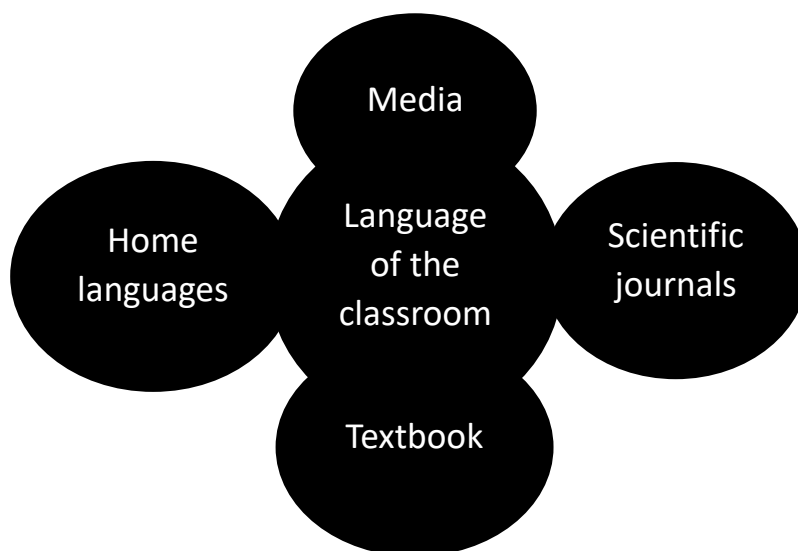 Media
Home
languages
Language
of the
classroom
Scientific
journals
Textbook